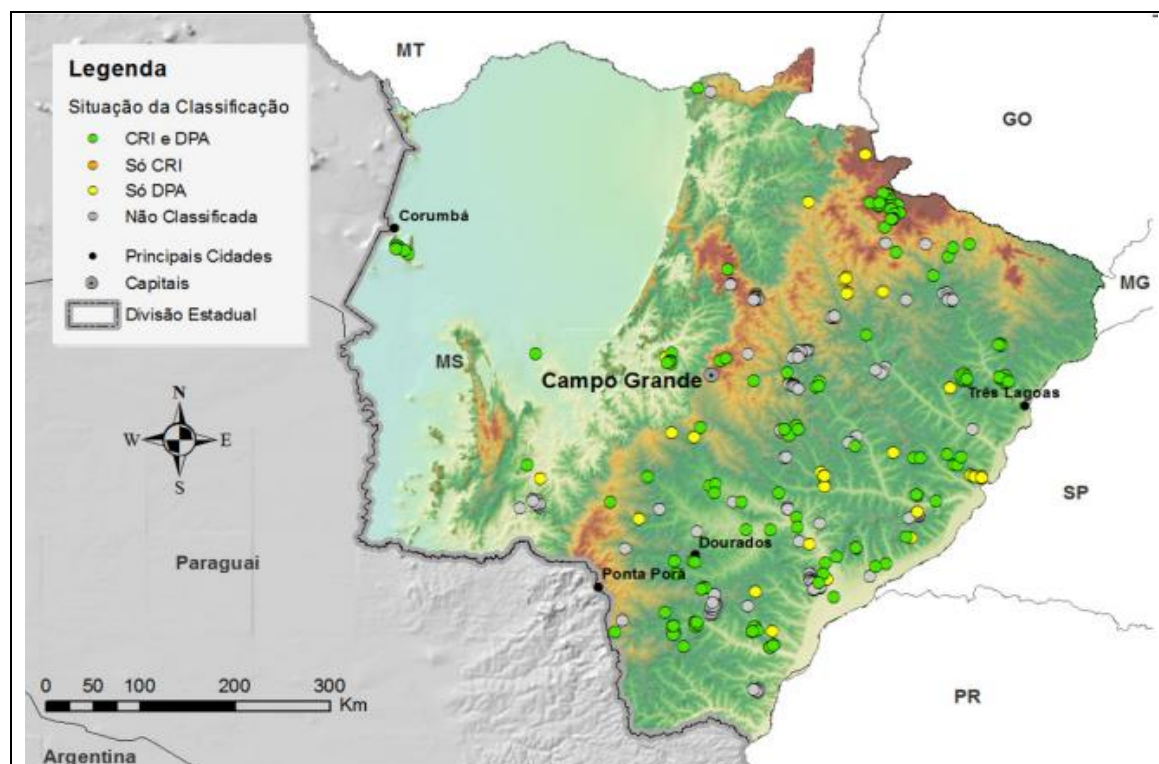 Legenda
Situação da Classificação
CRI e DPA
Só CRI
Só DPA
Não Classificada
Principais Cidades
Capitais
Divisão Estadual
MT
GO
Corumbá
MG
MS
Campo Grande
Três Lagoas
N
W E
S
SP
Paraguai
Dourados
Ponta Porã
0 50 100 200 300
Km
PR
Argentina